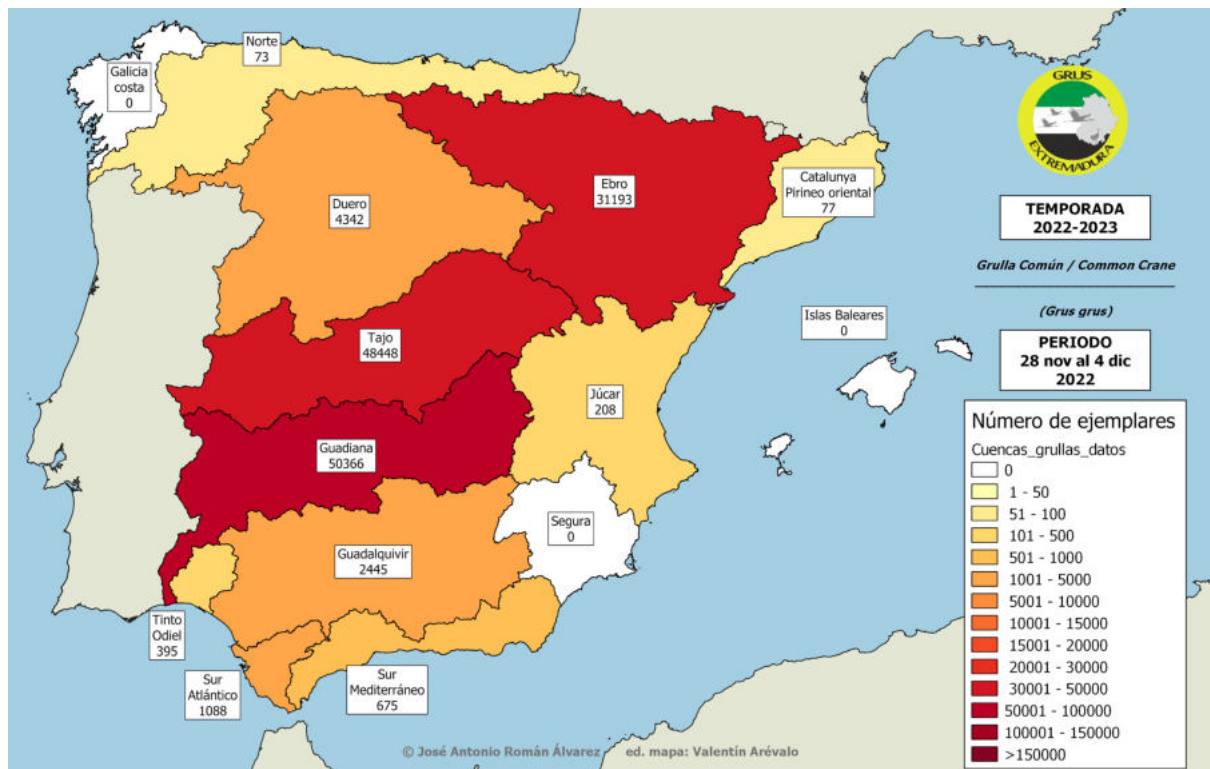 Norte
73
Galicia
costa
0
Duero
4342
Ebro
31193
Catalunya
Pirineo oriental
77
Tajo
48448
Islas Baleares
0
Júcar
208
Guadiana
50366
Segura
0
Guadalquivir
2445
Tinto
Odiel
395
Sur
Atlántico
1088
Sur
Mediterráneo
675
GRUS
EXTREMADURA
TEMPORADA
2022-2023
Grulla Común / Common Crane
(Grus grus)
PERIODO
28 nov al 4 dic
2022
Número de ejemplares
Cuencas_grullas_datos
0
1 - 50
51 - 100
101 - 500
501 - 1000
1001 - 5000
5001 - 10000
10001 - 15000
15001 - 20000
20001 - 30000
30001 - 50000
50001 - 100000
100001 - 150000
>150000
© José Antonio Román Álvarez ed. mapa: Valentín Arévalo